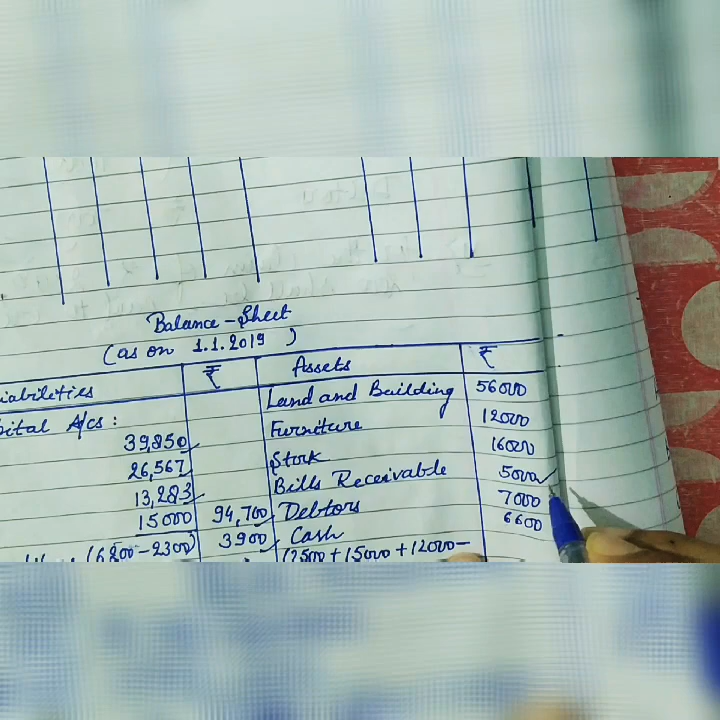 Balance-Sheet
(as on 1.1.2019 )
iabilities ₹ Assets ₹
pital A/cs : Land and Building 56000
39,850 Furniture 12000
26,567 Stock 16000
13,283 Bills Receivable 5000
15000 94,700 Debtors 7000
(6200-2300) 3900 Cash 6600
(2500+15000+12000-